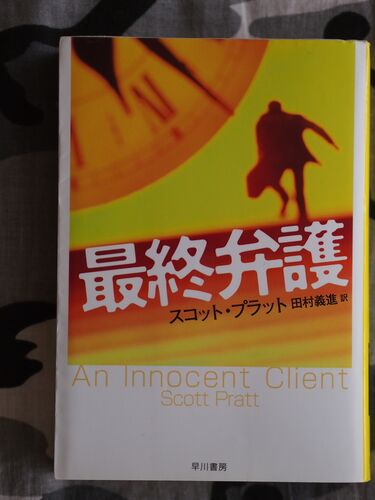 最終弁護
スコット・プラット 田村義進 訳
An Innocent Client
Scott Pratt
早川書房